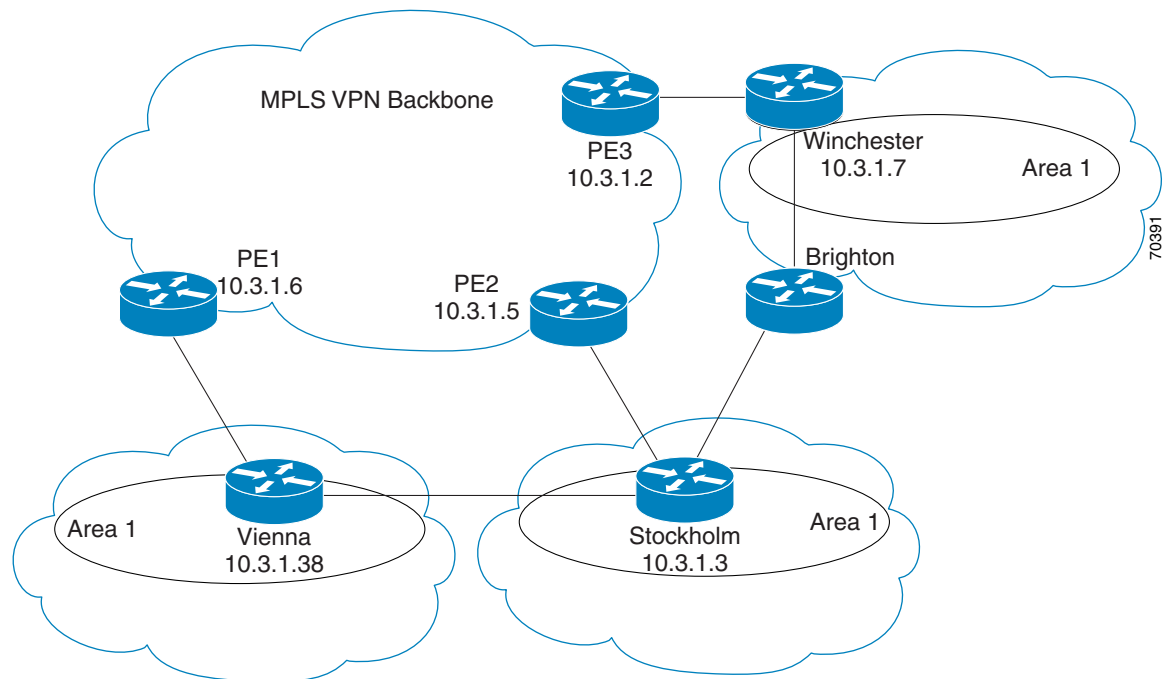 MPLS VPN Backbone
PE3
10.3.1.2
Winchester
10.3.1.7
Area 1
70391
PE1
10.3.1.6
PE2
10.3.1.5
Brighton
Area 1
Vienna
10.3.1.38
Stockholm
10.3.1.3
Area 1